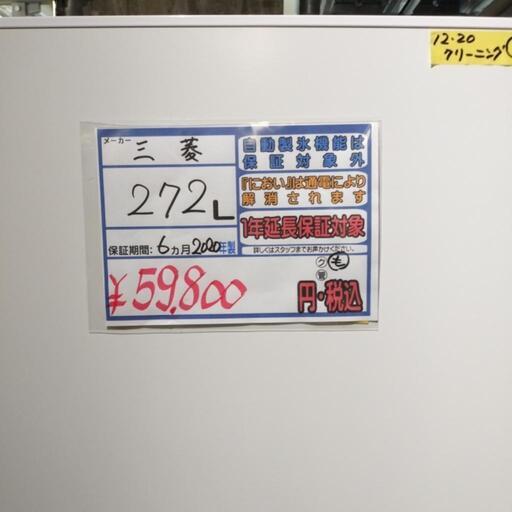 12.20
クリーニング
メーカー
三菱
272L
保証期間: 6ヵ月 2020年製
¥59,800
自動製氷機能は
保証対象外
『におい』は通電により
解消されます
1年延長保証対象
詳しくはスタッフまでお声かけください。
ク も
管
円・税込